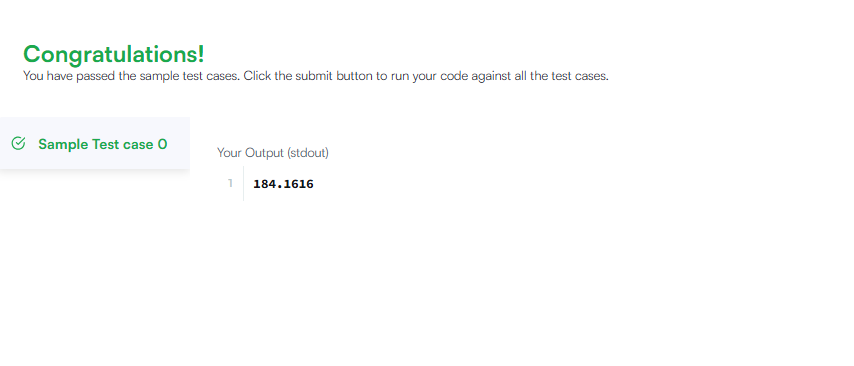 Congratulations!
You have passed the sample test cases. Click the submit button to run your code against all the test cases.
Sample Test case 0
Your Output (stdout)
1 184.1616